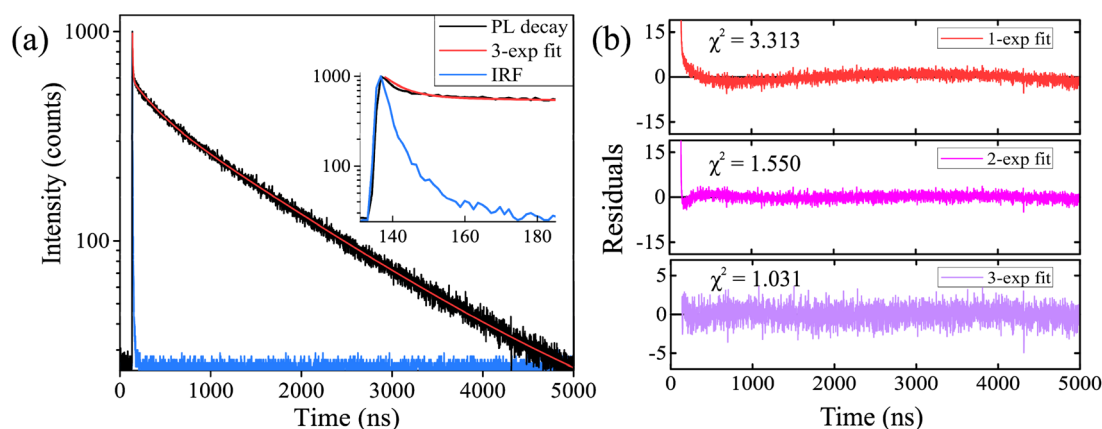 (a)
1000
100
Intensity (counts)
0 1000 2000 3000 4000 5000
Time (ns)
PL decay
3-exp fit
IRF
1000
100
140 160 180
(b)
Residuals
χ² = 3.313
1-exp fit
15
0
-15
χ² = 1.550
2-exp fit
15
0
-15
χ² = 1.031
3-exp fit
5
0
-5
0 1000 2000 3000 4000 5000
Time (ns)